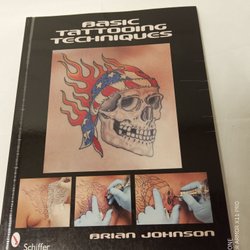 BASIC
TATTOOING
TECHNIQUES
BRIAN JOHNSON
Schiffer